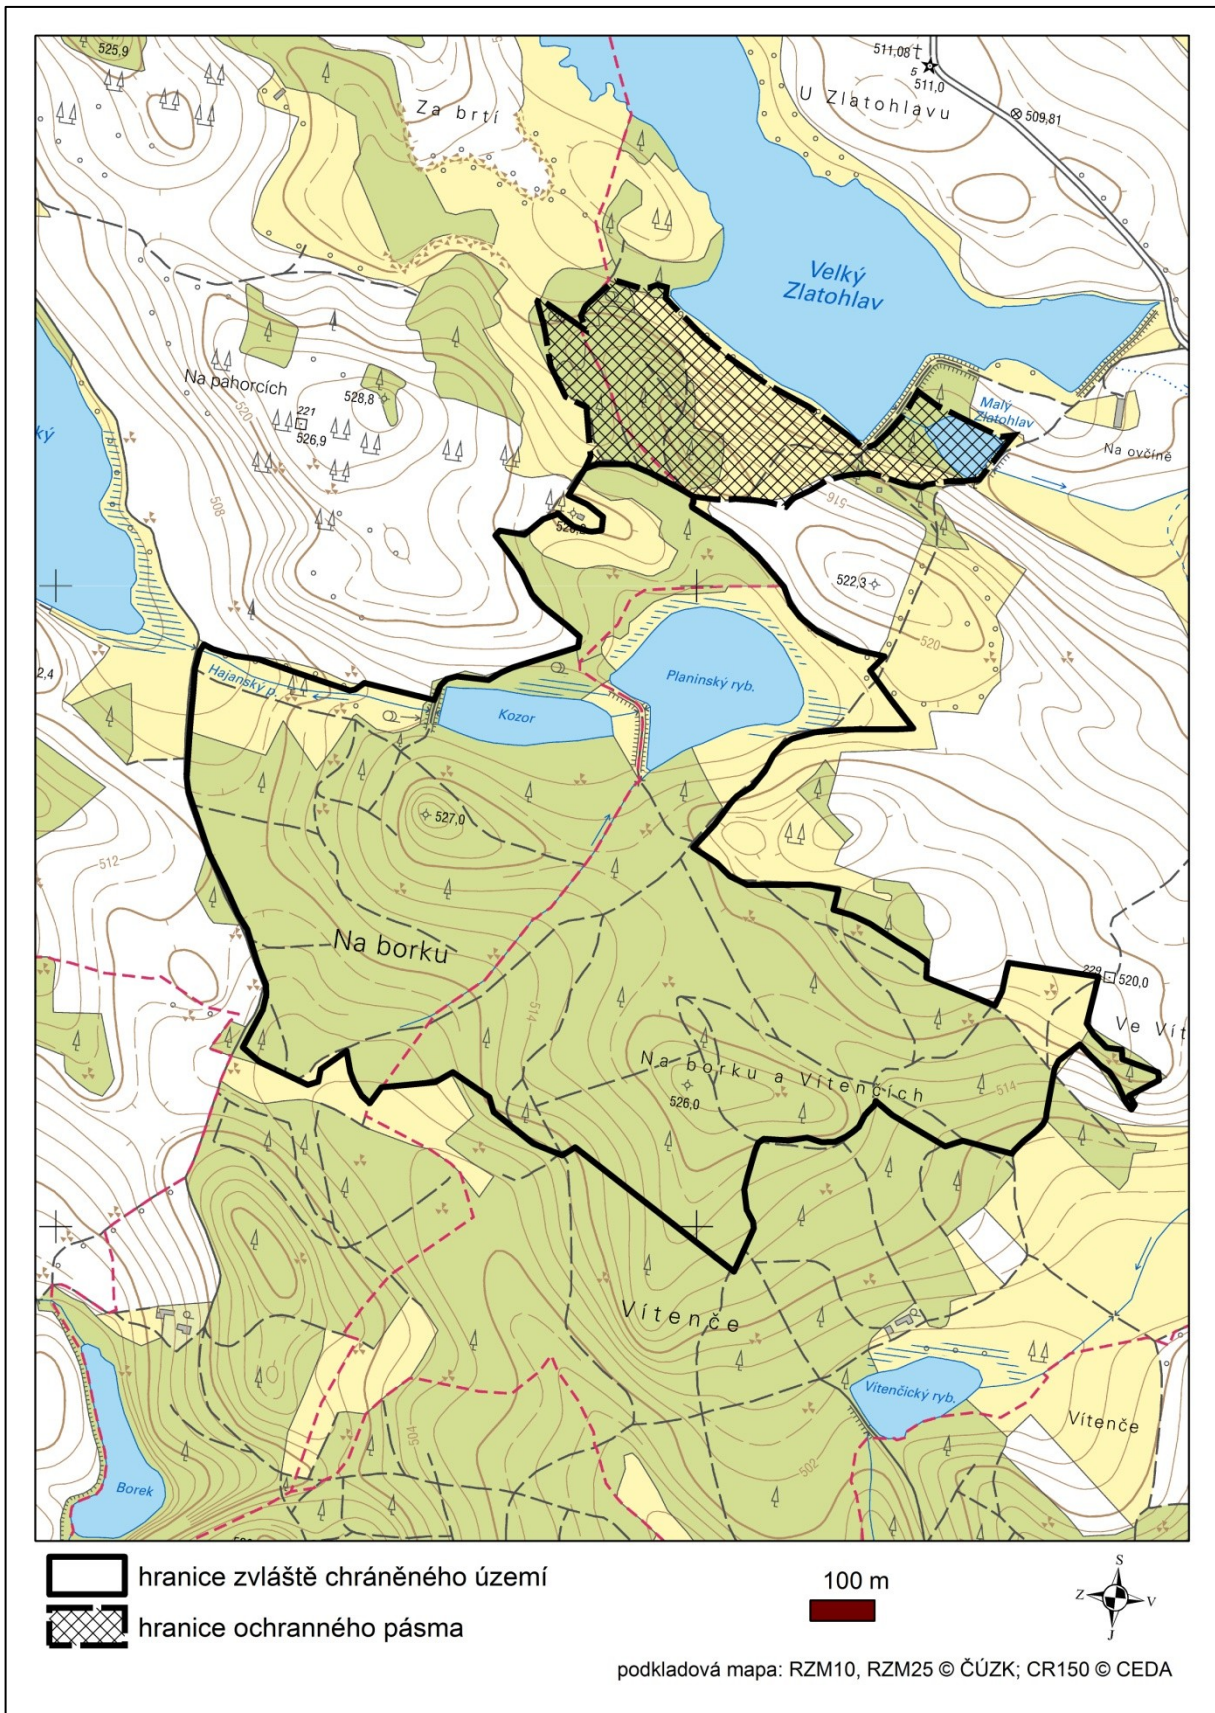 525,9
511,08
5
511,0
509,81
Za brtí
U Zlatohlavu
Velký
Zlatohlav
Na pahorcích
528,8
221
526,9
520
508
ký
Malý
Zlatohlav
Na ovčíně
516
522,3
520
2,4
Hajanský p.
Kozor
Planinský ryb.
527,0
512
Na borku
514
229
520,0
Ve Vít
Na borku a Vítenčích
526,0
514
Vítenče
Vítenčický ryb.
Vítenče
504
502
Borek
hranice zvláště chráněného území
hranice ochranného pásma
100 m
S
Z
V
J
podkladová mapa: RZM10, RZM25 © ČÚZK; CR150 © CEDA